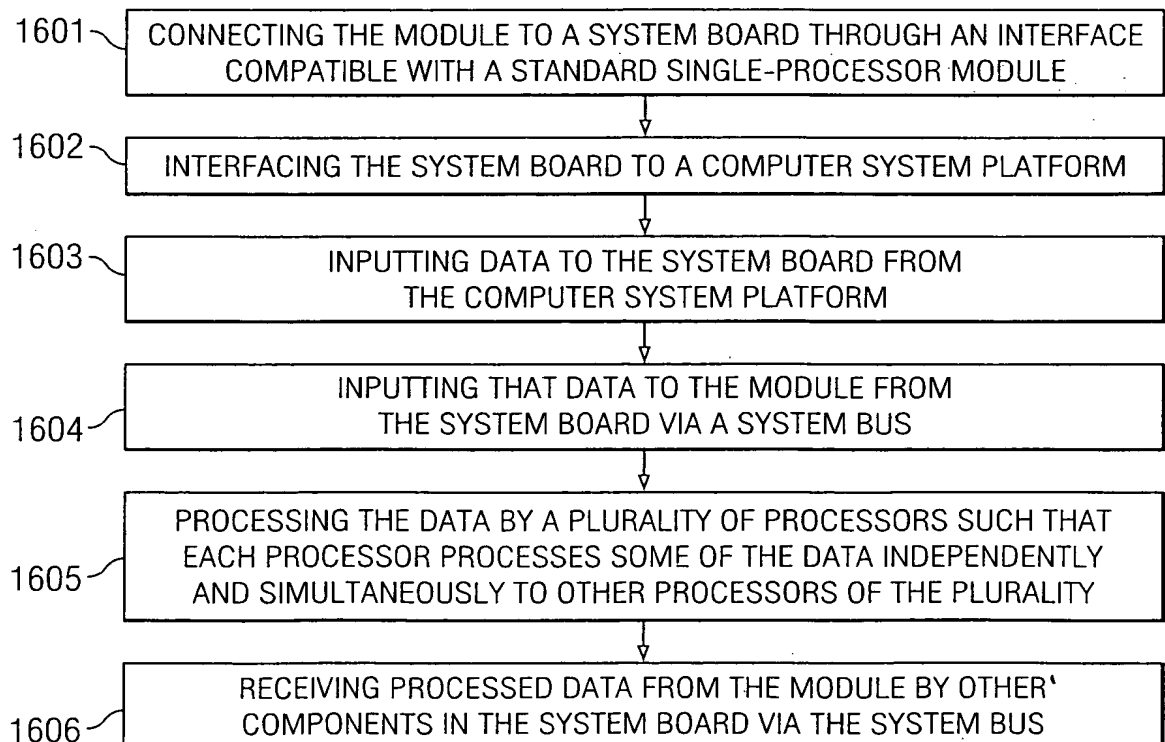 1601
CONNECTING THE MODULE TO A SYSTEM BOARD THROUGH AN INTERFACE
COMPATIBLE WITH A STANDARD SINGLE-PROCESSOR MODULE
1602
INTERFACING THE SYSTEM BOARD TO A COMPUTER SYSTEM PLATFORM
1603
INPUTTING DATA TO THE SYSTEM BOARD FROM
THE COMPUTER SYSTEM PLATFORM
1604
INPUTTING THAT DATA TO THE MODULE FROM
THE SYSTEM BOARD VIA A SYSTEM BUS
1605
PROCESSING THE DATA BY A PLURALITY OF PROCESSORS SUCH THAT
EACH PROCESSOR PROCESSES SOME OF THE DATA INDEPENDENTLY
AND SIMULTANEOUSLY TO OTHER PROCESSORS OF THE PLURALITY
1606
RECEIVING PROCESSED DATA FROM THE MODULE BY OTHER
COMPONENTS IN THE SYSTEM BOARD VIA THE SYSTEM BUS